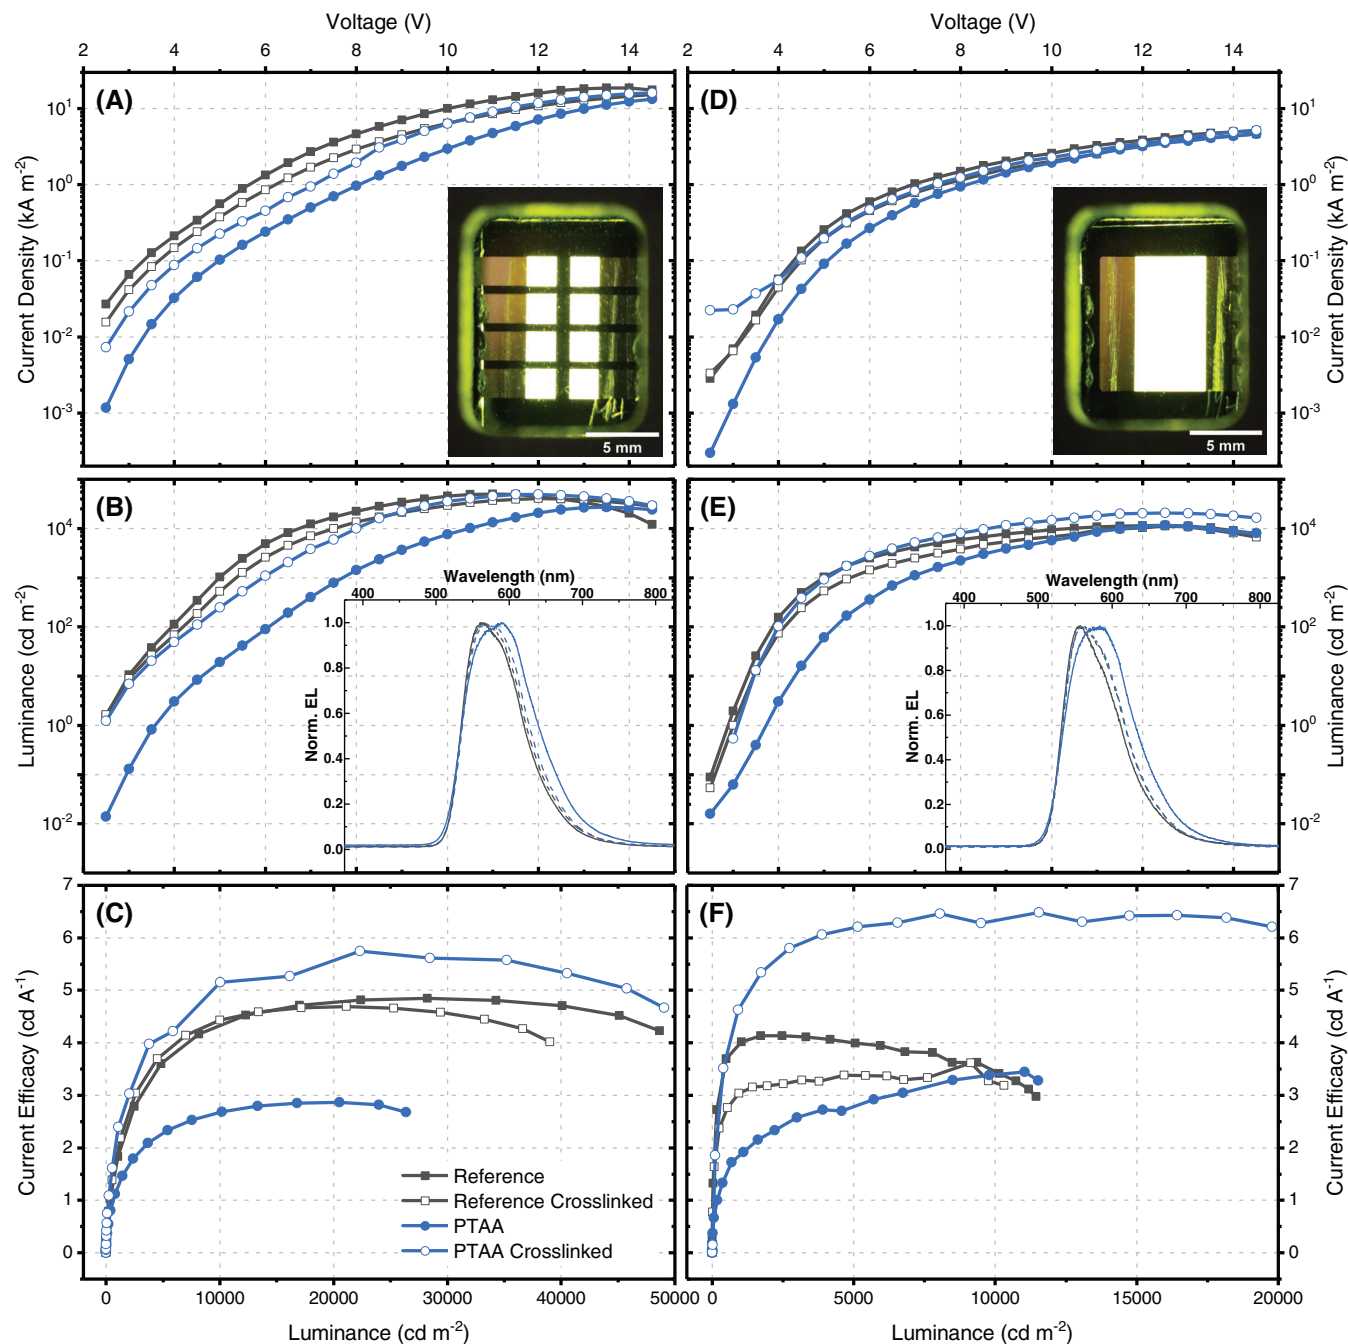 Voltage (V)
Voltage (V)
2 4 6 8 10 12 14
2 4 6 8 10 12 14
(A)
10¹
10⁰
10⁻¹
10⁻²
10⁻³
Current Density (kA m⁻²)
5 mm
(D)
10¹
10⁰
10⁻¹
10⁻²
10⁻³
Current Density (kA m⁻²)
5 mm
(B)
10⁴
10²
10⁰
10⁻²
Luminance (cd m⁻²)
Wavelength (nm)
400 500 600 700 800
1.0
0.8
0.6
0.4
0.2
0.0
Norm. EL
(E)
10⁴
10²
10⁰
10⁻²
Luminance (cd m⁻²)
Wavelength (nm)
400 500 600 700 800
1.0
0.8
0.6
0.4
0.2
0.0
Norm. EL
(C)
7
6
5
4
3
2
1
0
Current Efficacy (cd A⁻¹)
Reference
Reference Crosslinked
PTAA
PTAA Crosslinked
0 10000 20000 30000 40000 50000
Luminance (cd m⁻²)
(F)
7
6
5
4
3
2
1
0
Current Efficacy (cd A⁻¹)
0 5000 10000 15000 20000
Luminance (cd m⁻²)